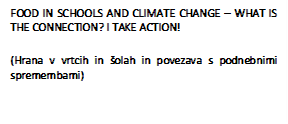 FOOD IN SCHOOLS AND CLIMATE CHANGE – WHAT IS
THE CONNECTION? I TAKE ACTION!
(Hrana v vrtcih in šolah in povezava s podnebnimi
spremembami)